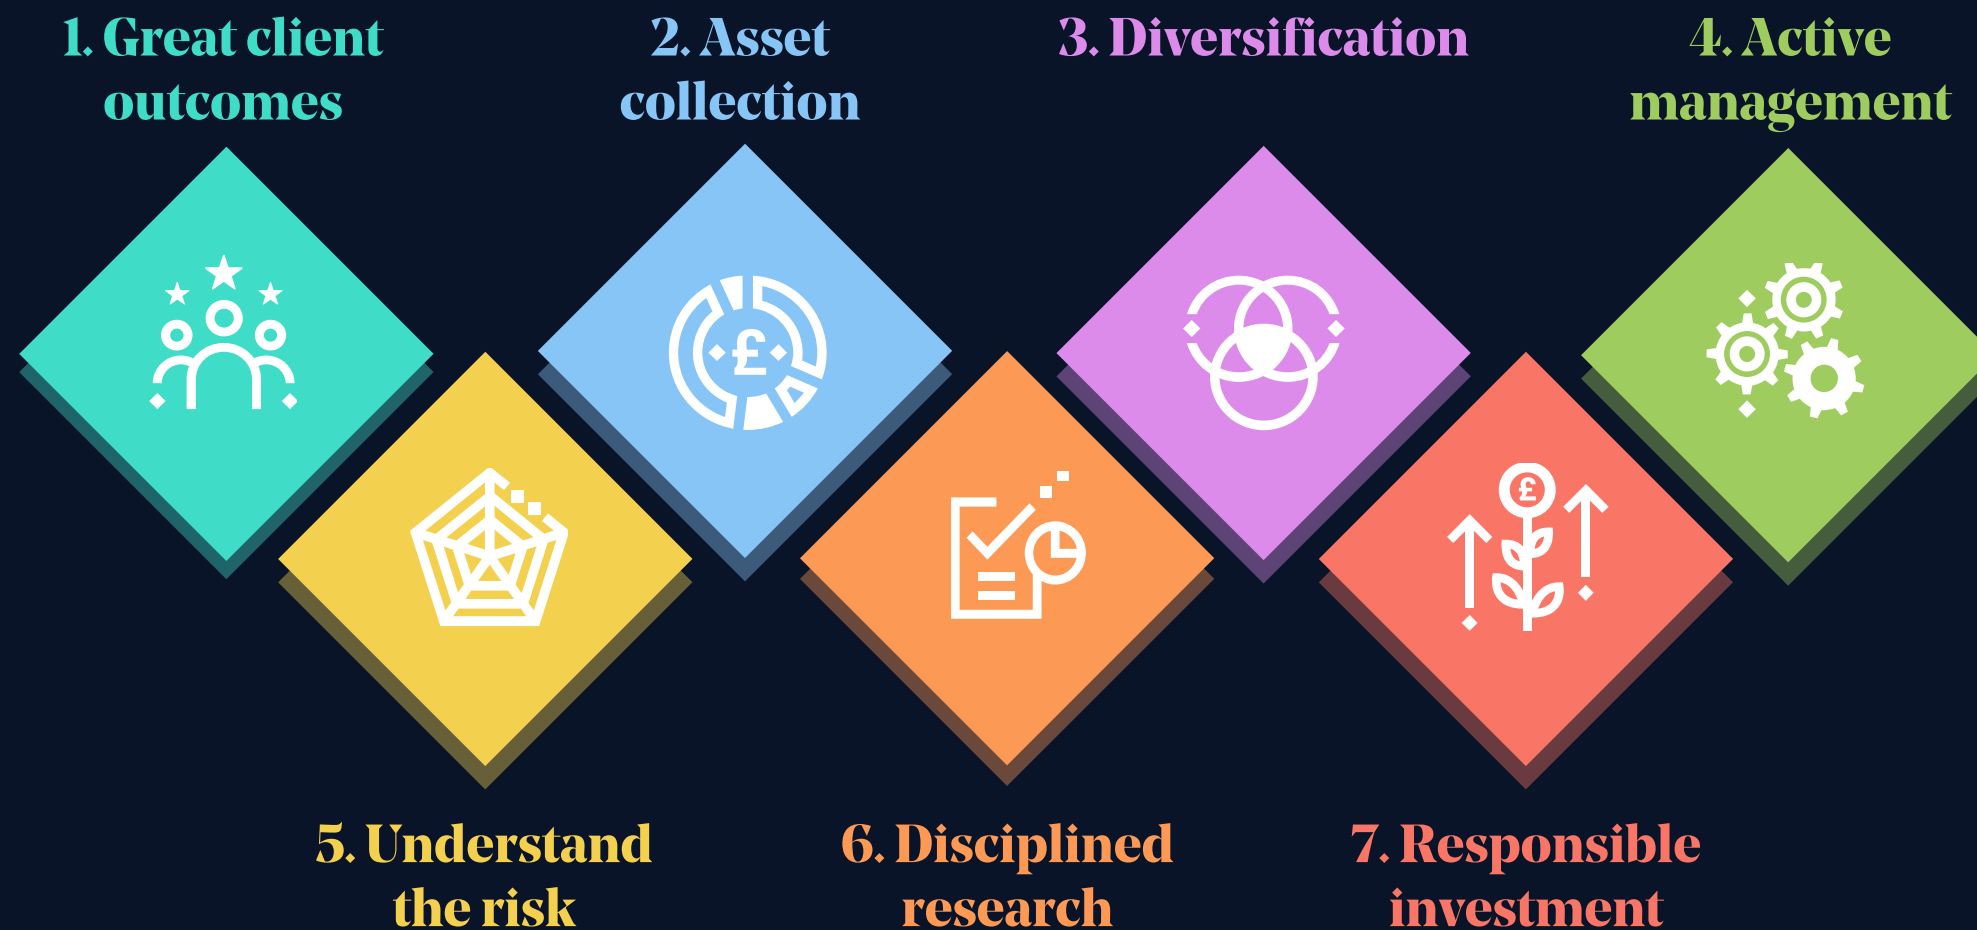 1. Great client
outcomes
2. Asset
collection
3. Diversification
4. Active
management
£
£
5. Understand
the risk
6. Disciplined
research
7. Responsible
investment